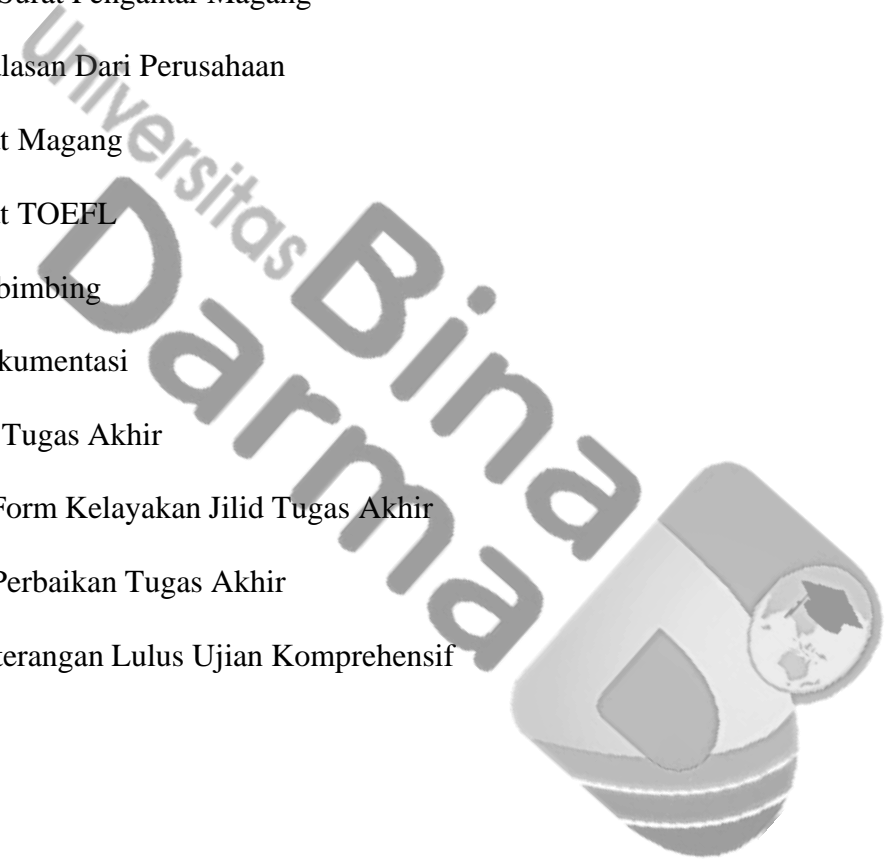 Surat Pengantar Magang
alasan Dari Perusahaan
t Magang
t TOEFL
bimbing
kumentasi
Tugas Akhir
Form Kelayakan Jilid Tugas Akhir
Perbaikan Tugas Akhir
terangan Lulus Ujian Komprehensif
Universitas
Bina
Darma